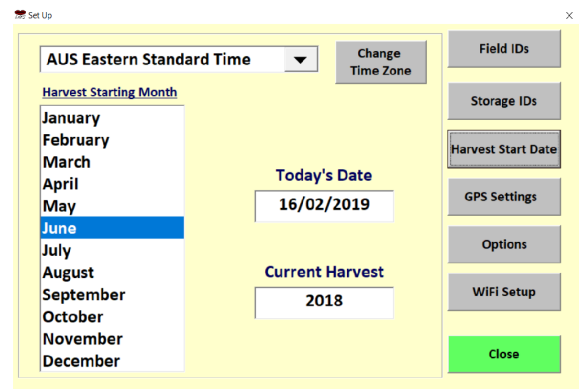 Set Up
AUS Eastern Standard Time
Change
Time Zone
Harvest Starting Month
January
February
March
April
May
June
July
August
September
October
November
December
Today's Date
16/02/2019
Current Harvest
2018
Field IDs
Storage IDs
Harvest Start Date
GPS Settings
Options
WiFi Setup
Close